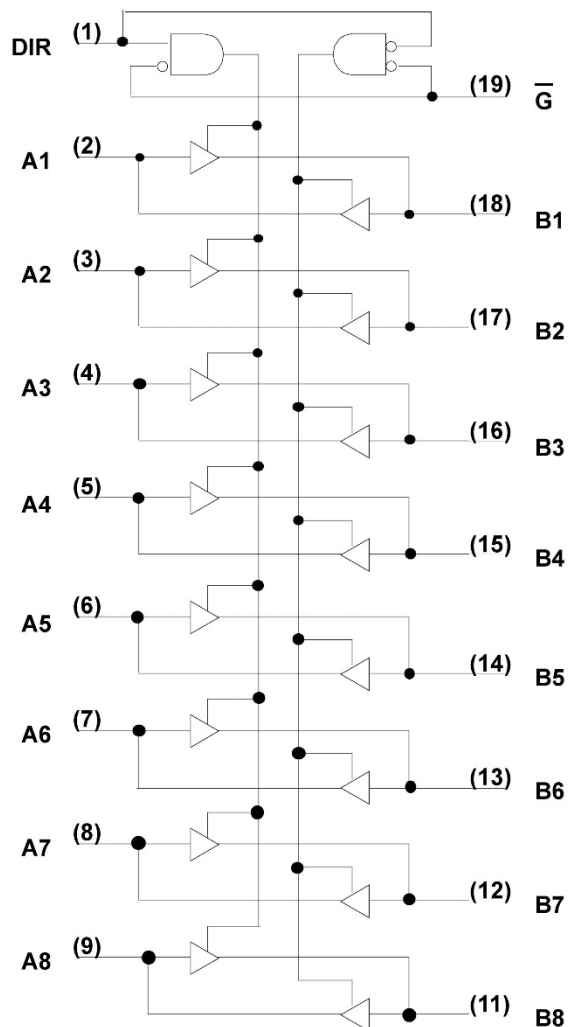 DIR (1)
(19) G̅
A1 (2)
(18) B1
A2 (3)
(17) B2
A3 (4)
(16) B3
A4 (5)
(15) B4
A5 (6)
(14) B5
A6 (7)
(13) B6
A7 (8)
(12) B7
A8 (9)
(11) B8